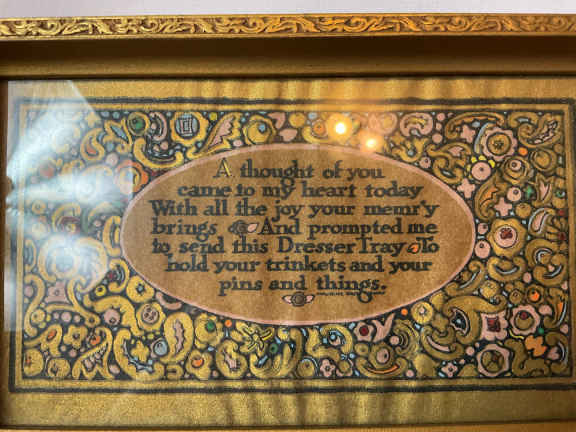 A thought of you
came to my heart today
With all the joy your mem'ry
brings And prompted me
to send this Dresser Tray To
hold your trinkets and your
pins and things.